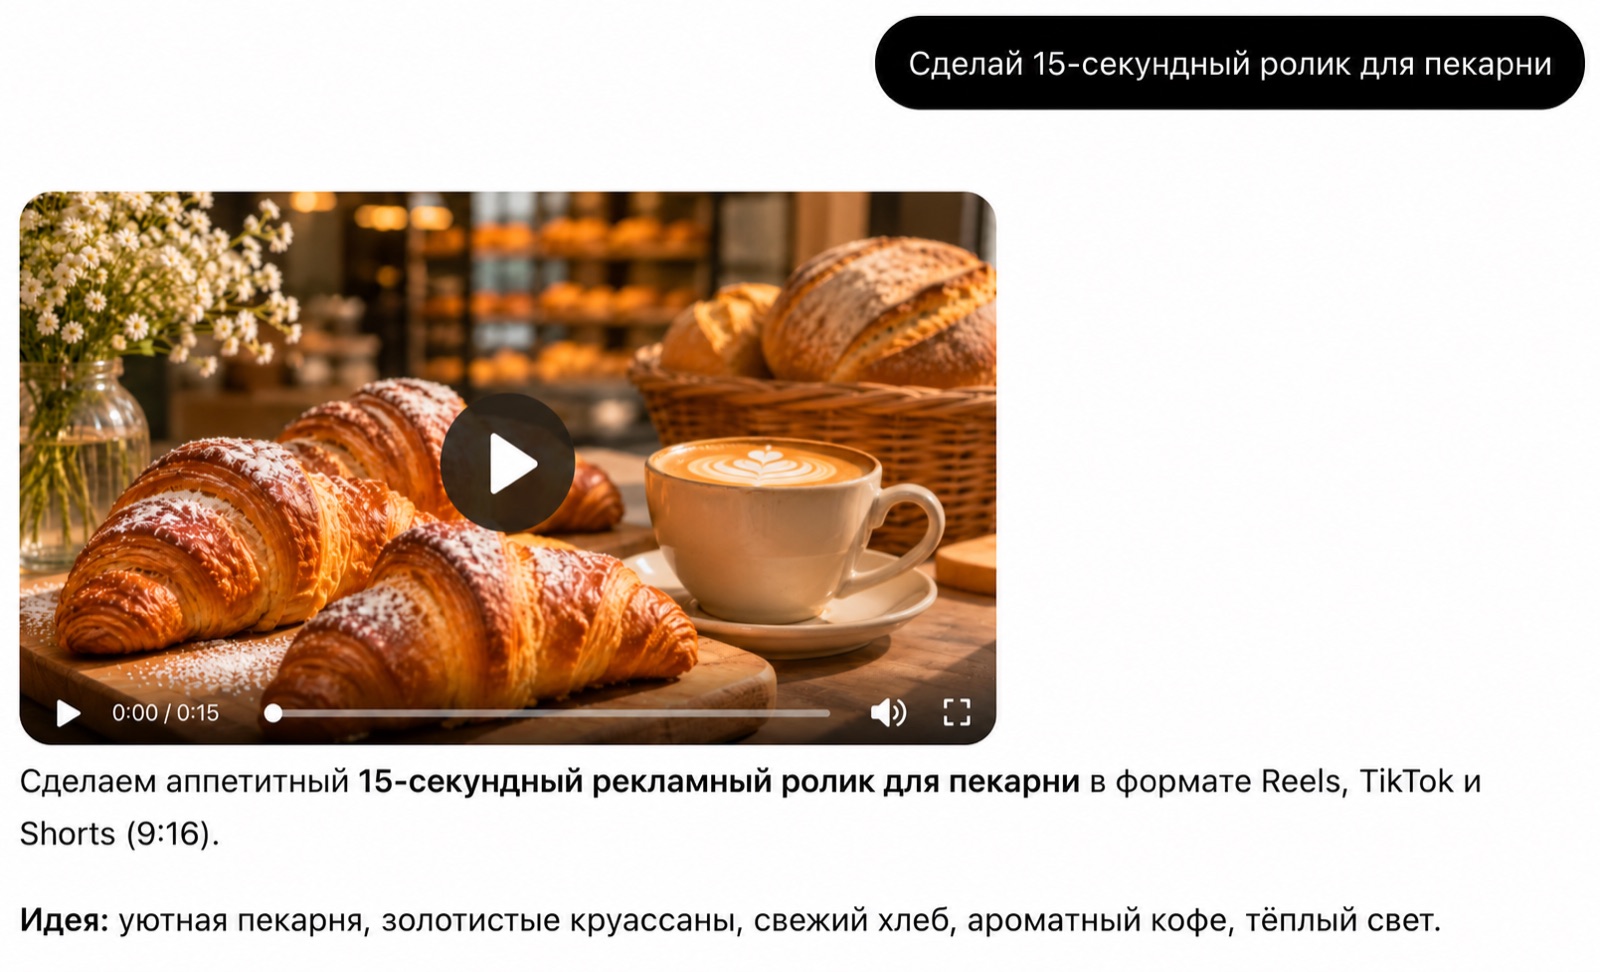 Сделай 15-секундный ролик для пекарни
0:00 / 0:15
Сделаем аппетитный 15-секундный рекламный ролик для пекарни в формате Reels, TikTok и
Shorts (9:16).
Идея: уютная пекарня, золотистые круассаны, свежий хлеб, ароматный кофе, тёплый свет.